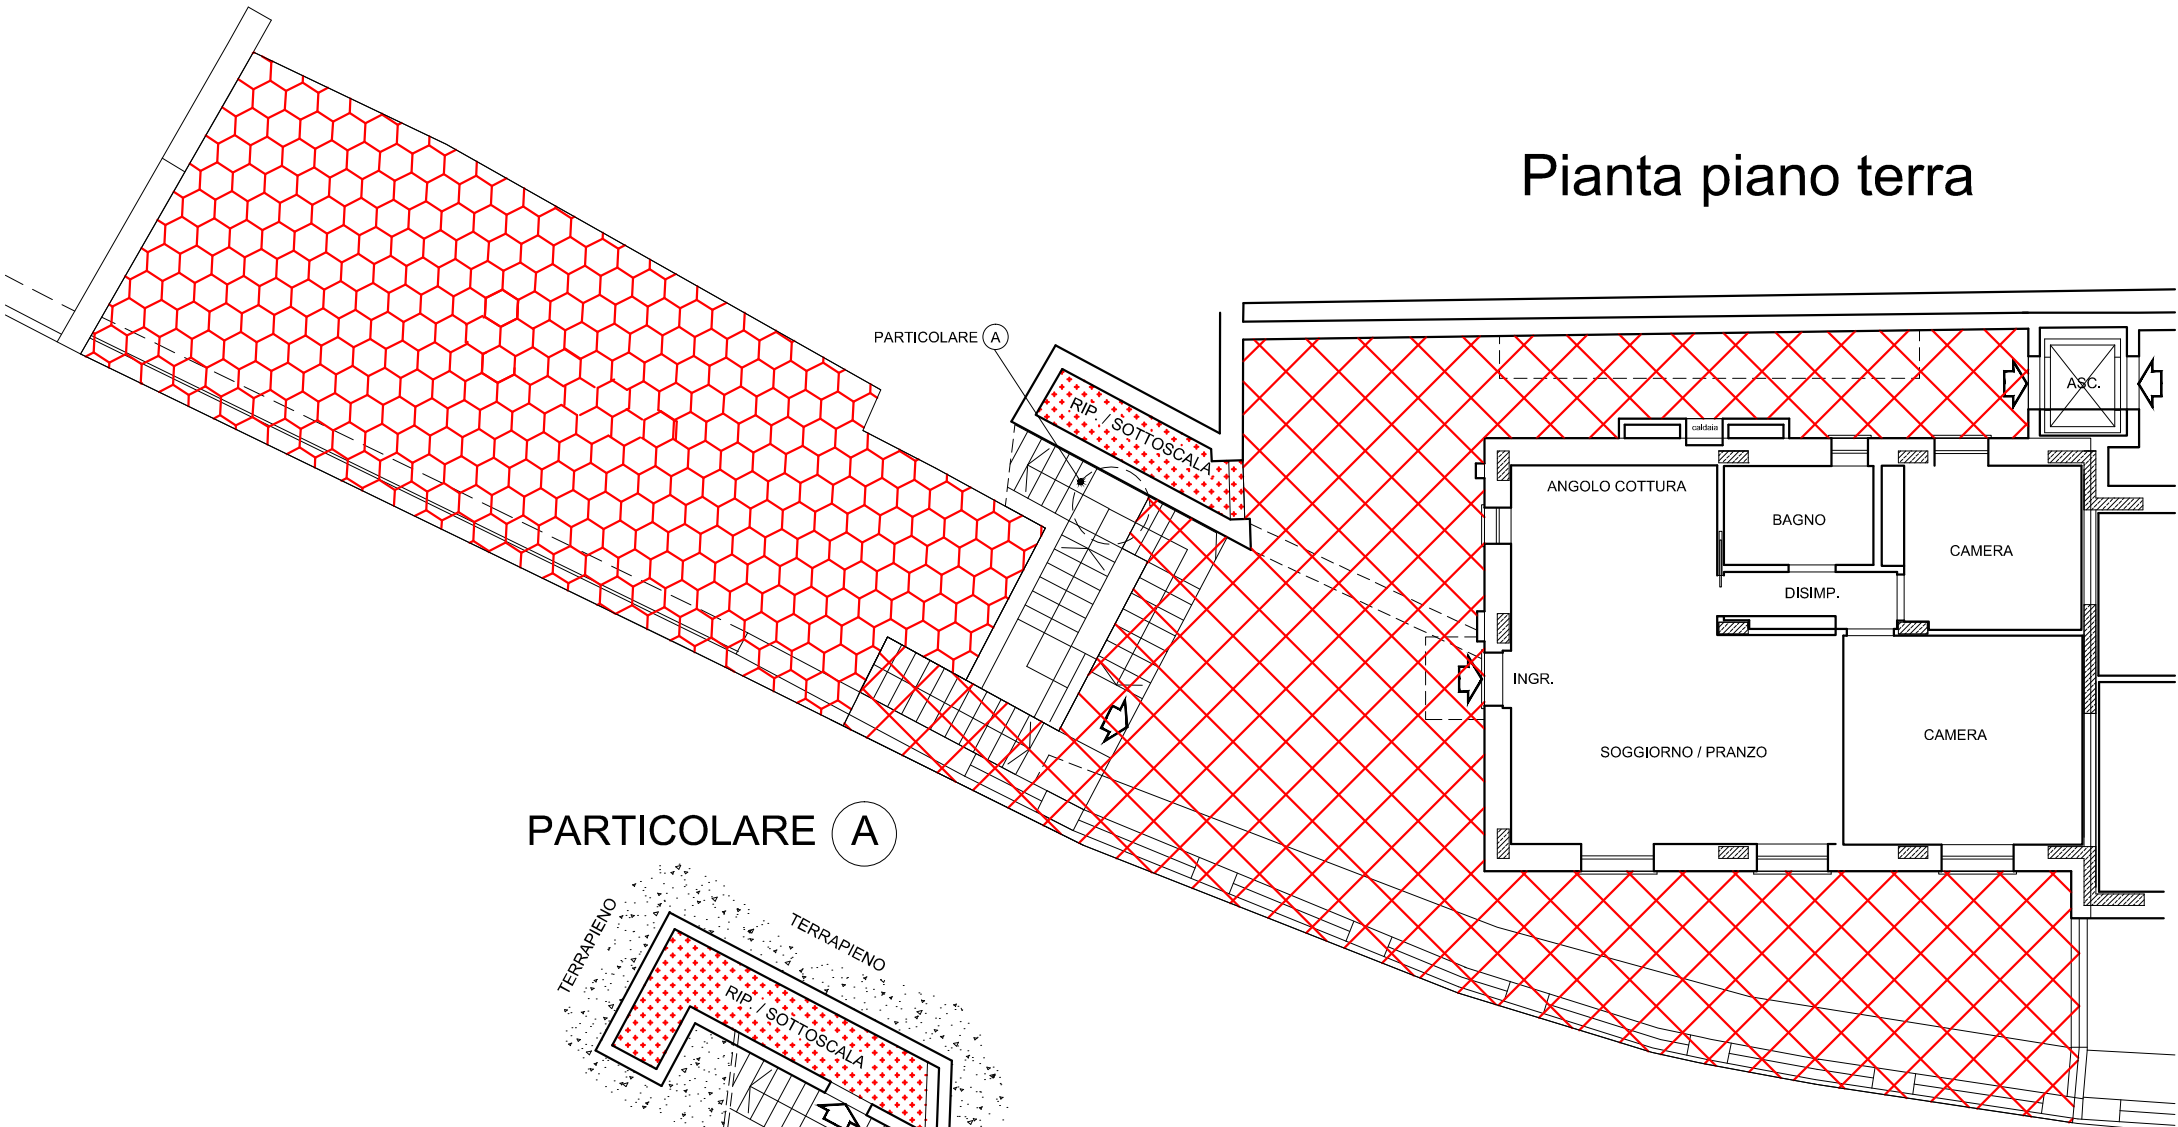 Pianta piano terra
PARTICOLARE A
RIP. / SOTTOSCALA
ASC.
caldaia
ANGOLO COTTURA
BAGNO
CAMERA
DISIMP.
INGR.
SOGGIORNO / PRANZO
CAMERA
PARTICOLARE A
TERRAPIENO
TERRAPIENO
RIP. / SOTTOSCALA